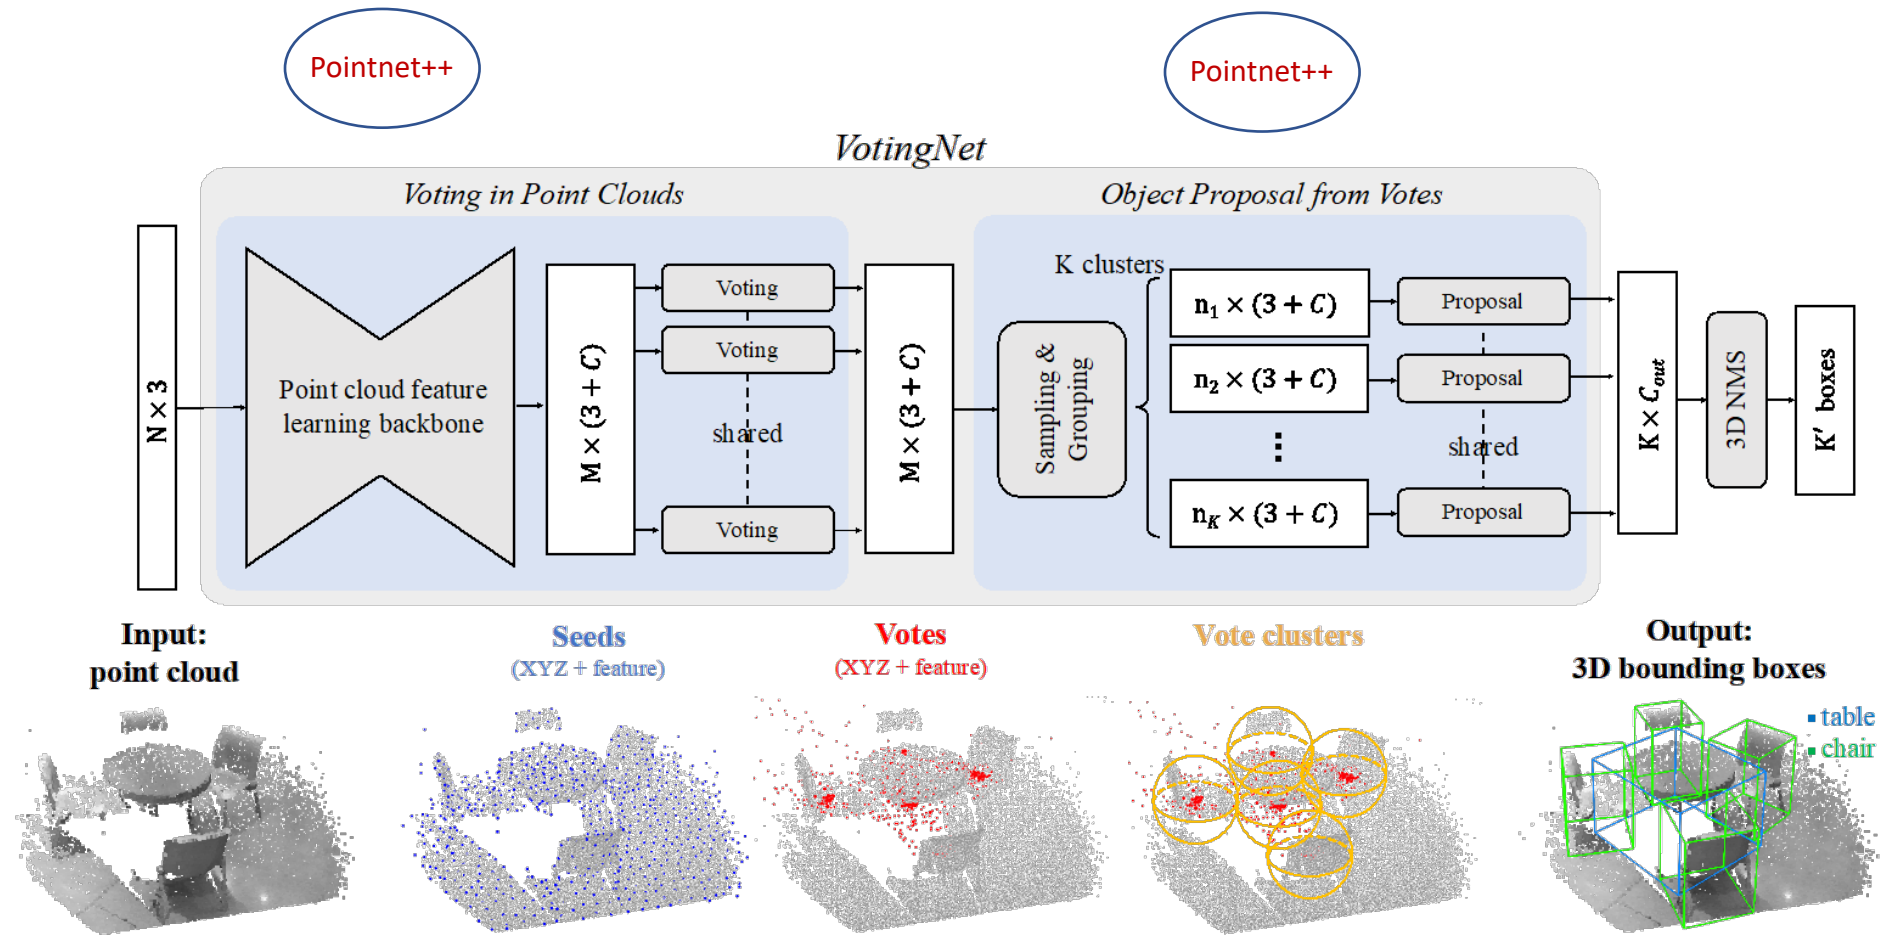 Pointnet++
Pointnet++
VotingNet
Voting in Point Clouds
Object Proposal from Votes
N × 3
Point cloud feature
learning backbone
M × (3 + C)
Voting
Voting
shared
Voting
M × (3 + C)
Sampling &
Grouping
K clusters
n₁ × (3 + C)
n₂ × (3 + C)
⋮
n_K × (3 + C)
Proposal
Proposal
shared
Proposal
K × C_out
3D NMS
K′ boxes
Input:
point cloud
Seeds
(XYZ + feature)
Votes
(XYZ + feature)
Vote clusters
Output:
3D bounding boxes
table
chair